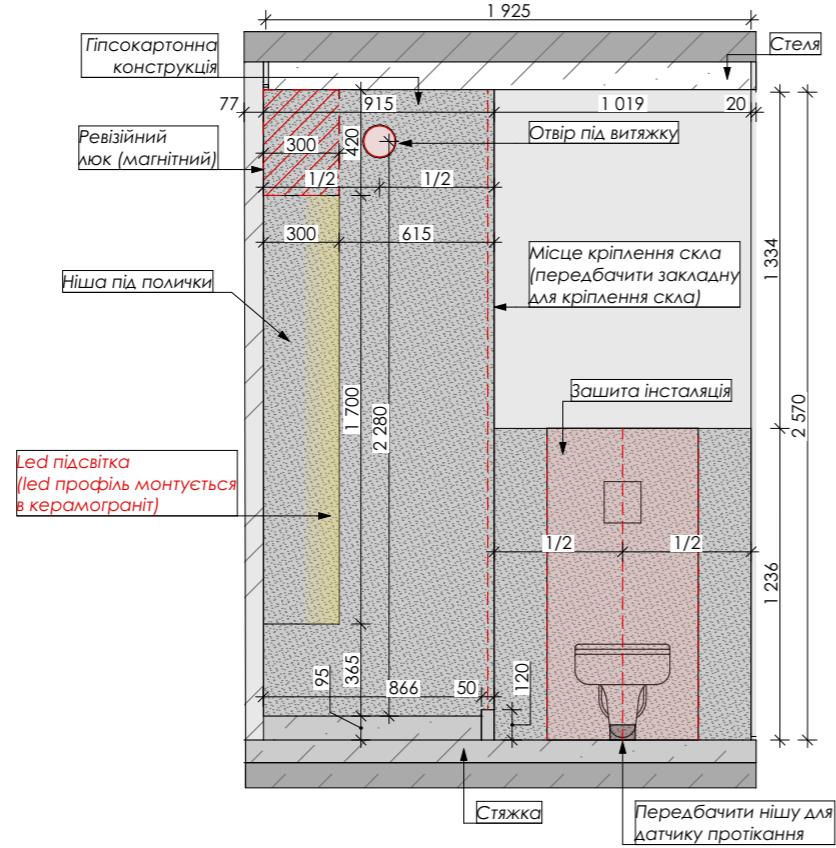 1 925
Гіпсокартонна
конструкція
Стеля
77
915
1 019
20
Ревізійний
люк (магнітний)
300
420
Отвір під витяжку
1/2
1/2
300
615
Місце кріплення скла
(передбачити закладну
для кріплення скла)
1 334
Ніша під полички
Зашита інсталяція
1 700
2 280
2 570
Led підсвітка
(led профіль монтується
в керамограніт)
1/2
1/2
1 236
95
365
866
50
120
Стяжка
Передбачити нішу для
датчику протікання